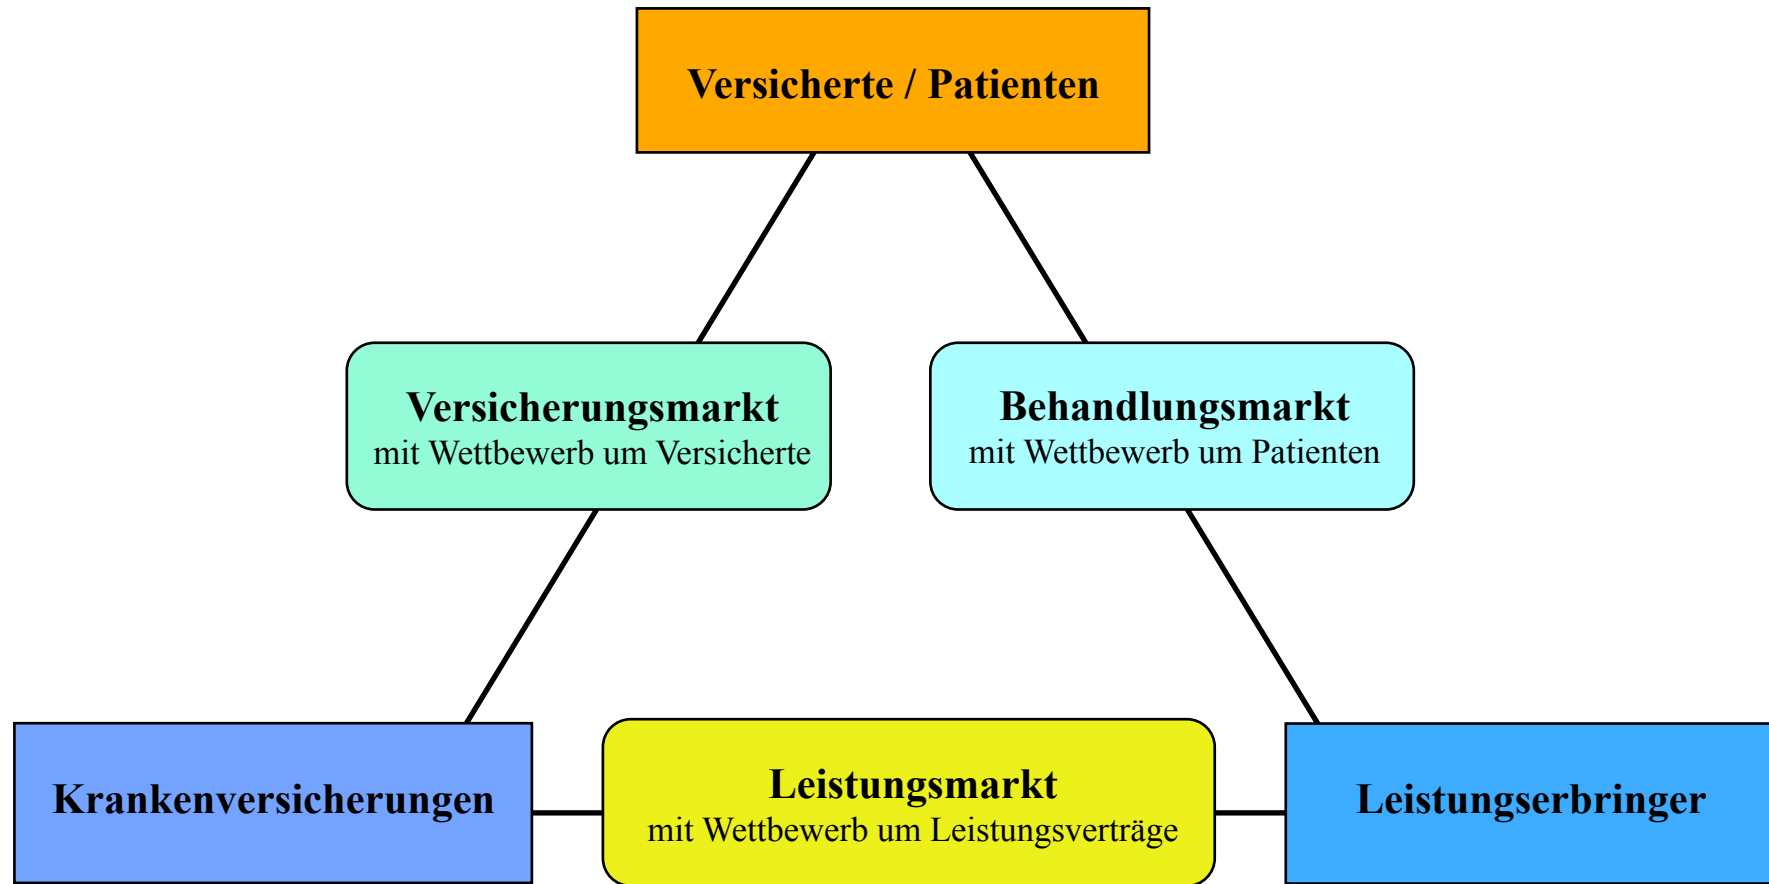 Versicherte / Patienten
Versicherungsmarkt
mit Wettbewerb um Versicherte
Behandlungsmarkt
mit Wettbewerb um Patienten
Krankenversicherungen
Leistungsmarkt
mit Wettbewerb um Leistungsverträge
Leistungserbringer